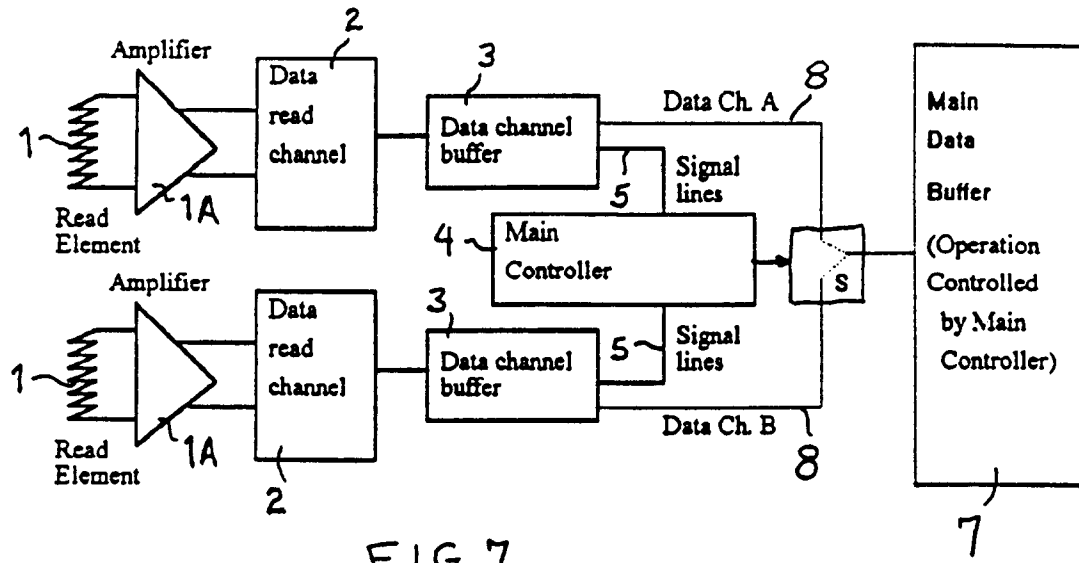 Amplifier
2
Data
read
channel
3
Data channel
buffer
Data Ch. A
8
Main
Data
Buffer
(Operation
Controlled
by Main
Controller)
1
1A
Read
Element
5
Signal
lines
4
Main
Controller
S
Amplifier
Data
read
channel
3
Data channel
buffer
5
Signal
lines
1
1A
Read
Element
2
Data Ch. B
8
7
FIG 7